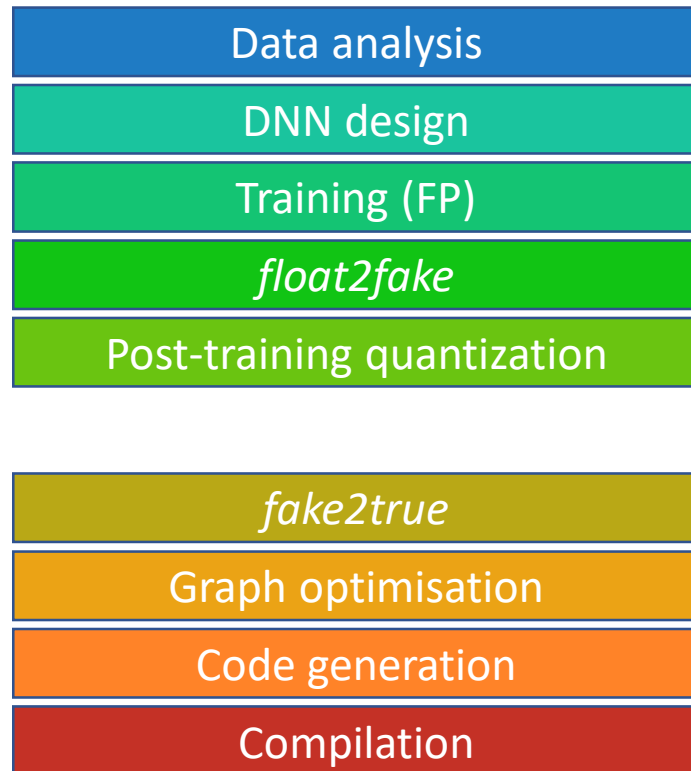 Data analysis
DNN design
Training (FP)
float2fake
Post-training quantization
fake2true
Graph optimisation
Code generation
Compilation